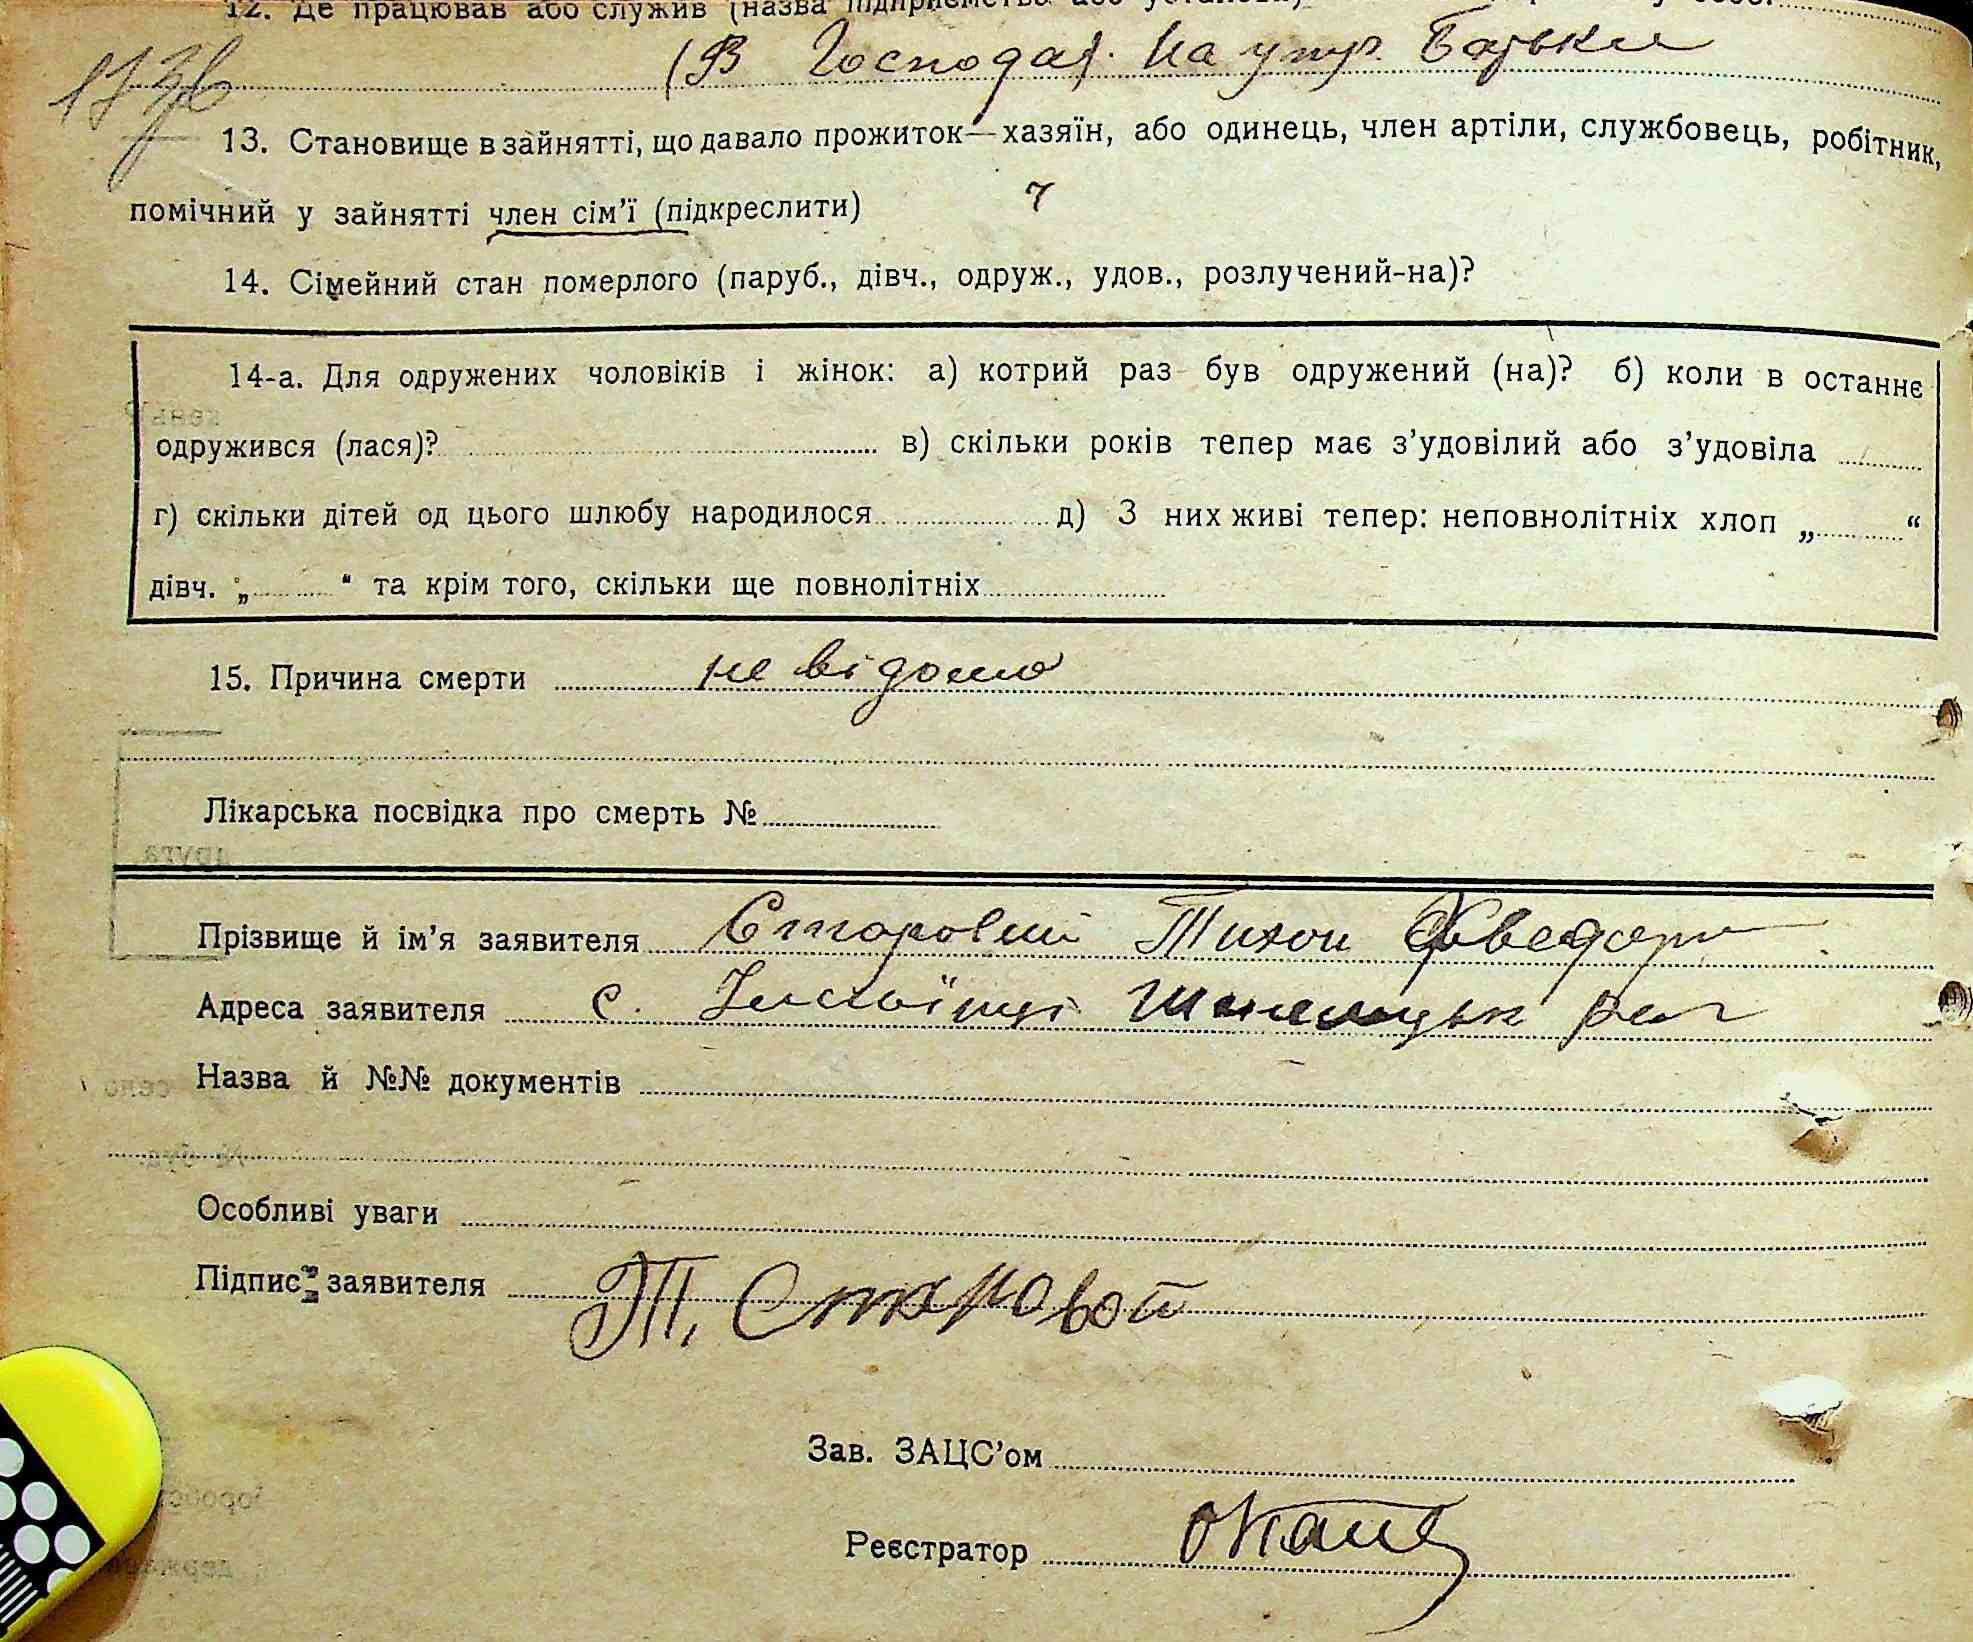 12. Де працював або служив (назва підприємства або установи)
(В Господар. На утр. Батька
13. Становище в зайнятті, що давало прожиток—хазяїн, або одинець, член артіли, службовець, робітник,
помічний у зайнятті член сім’ї (підкреслити)
14. Сімейний стан померлого (паруб., дівч., одруж., удов., розлучений-на)?
14-а. Для одружених чоловіків і жінок: а) котрий раз був одружений (на)? б) коли в останнє
одружився (лася)? в) скільки років тепер має з’удовілий або з’удовіла
г) скільки дітей од цього шлюбу народилося д) З них живі тепер: неповнолітніх хлоп „ “
дівч. „ “ та крім того, скільки ще повнолітніх
15. Причина смерти не відомо
Лікарська посвідка про смерть №
Прізвище й ім’я заявителя Старовий Тихон
Адреса заявителя с.
Назва й №№ документів
Особливі уваги
Підпис заявителя Т. Старовой
Зав. ЗАЦС’ом
Реєстратор